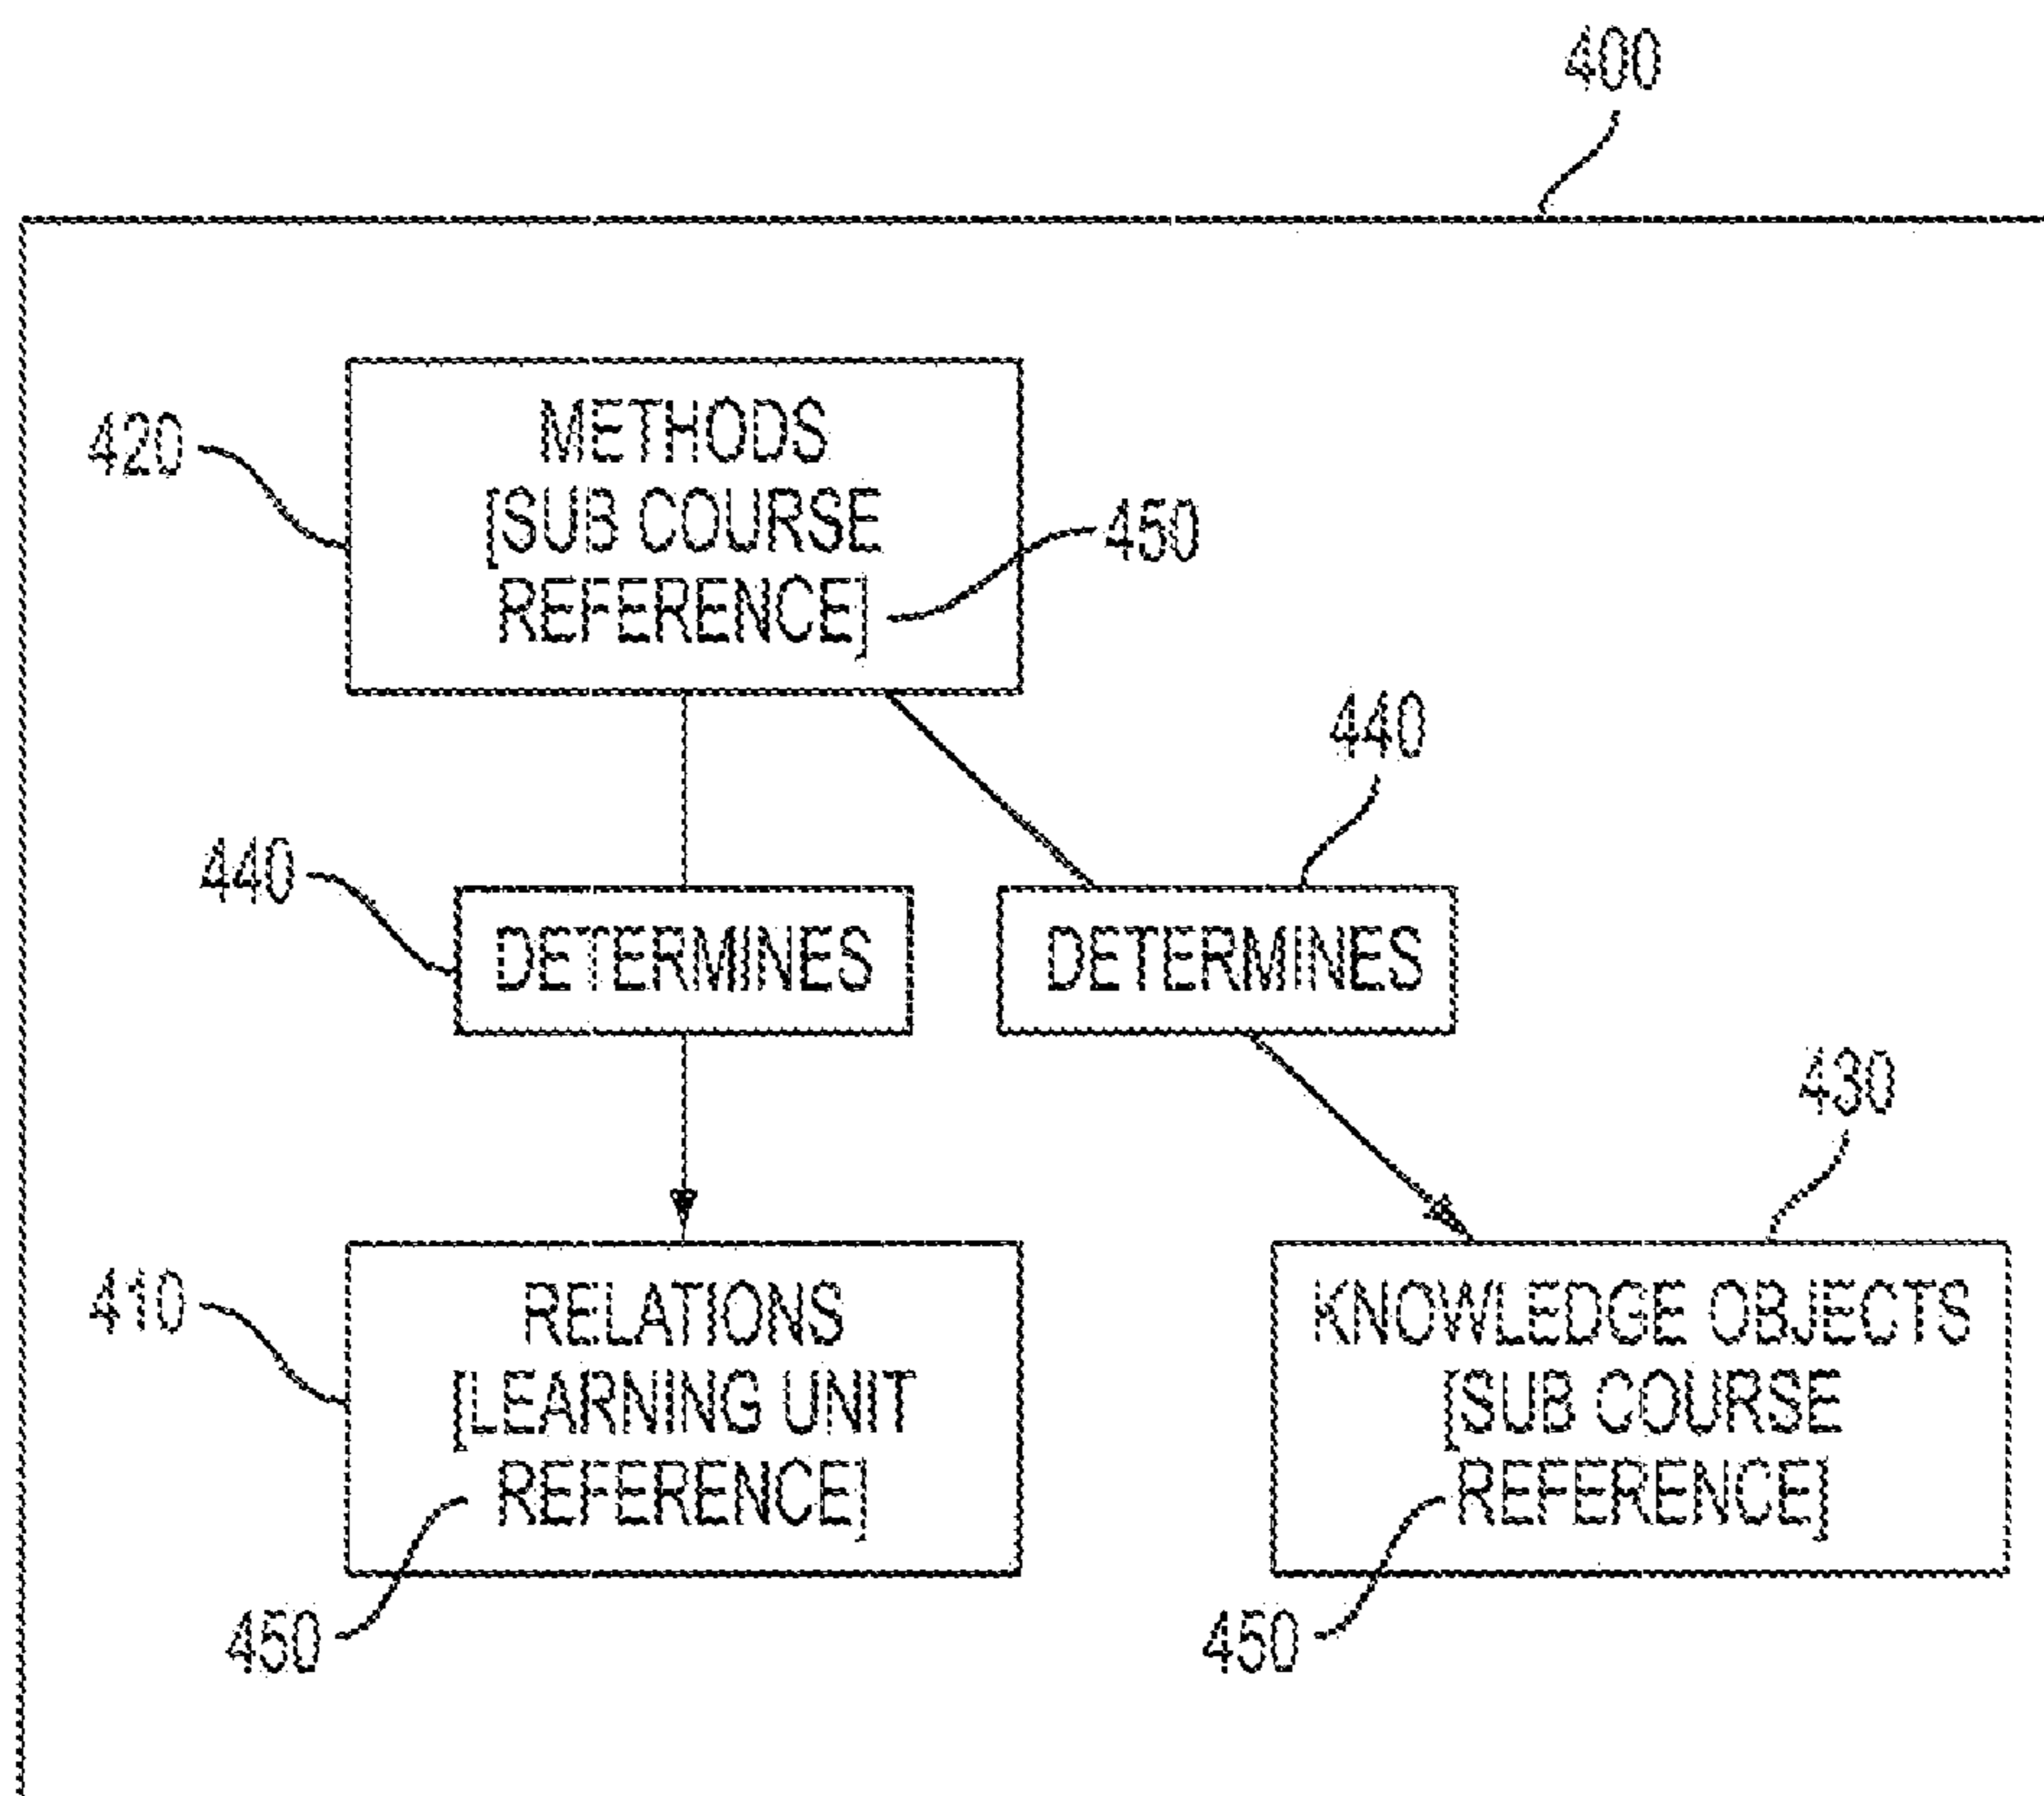 400
METHODS
[SUB COURSE
REFERENCE]
420
450
440
440
DETERMINES
DETERMINES
430
410
RELATIONS
[LEARNING UNIT
REFERENCE]
KNOWLEDGE OBJECTS
[SUB COURSE
REFERENCE]
450
450